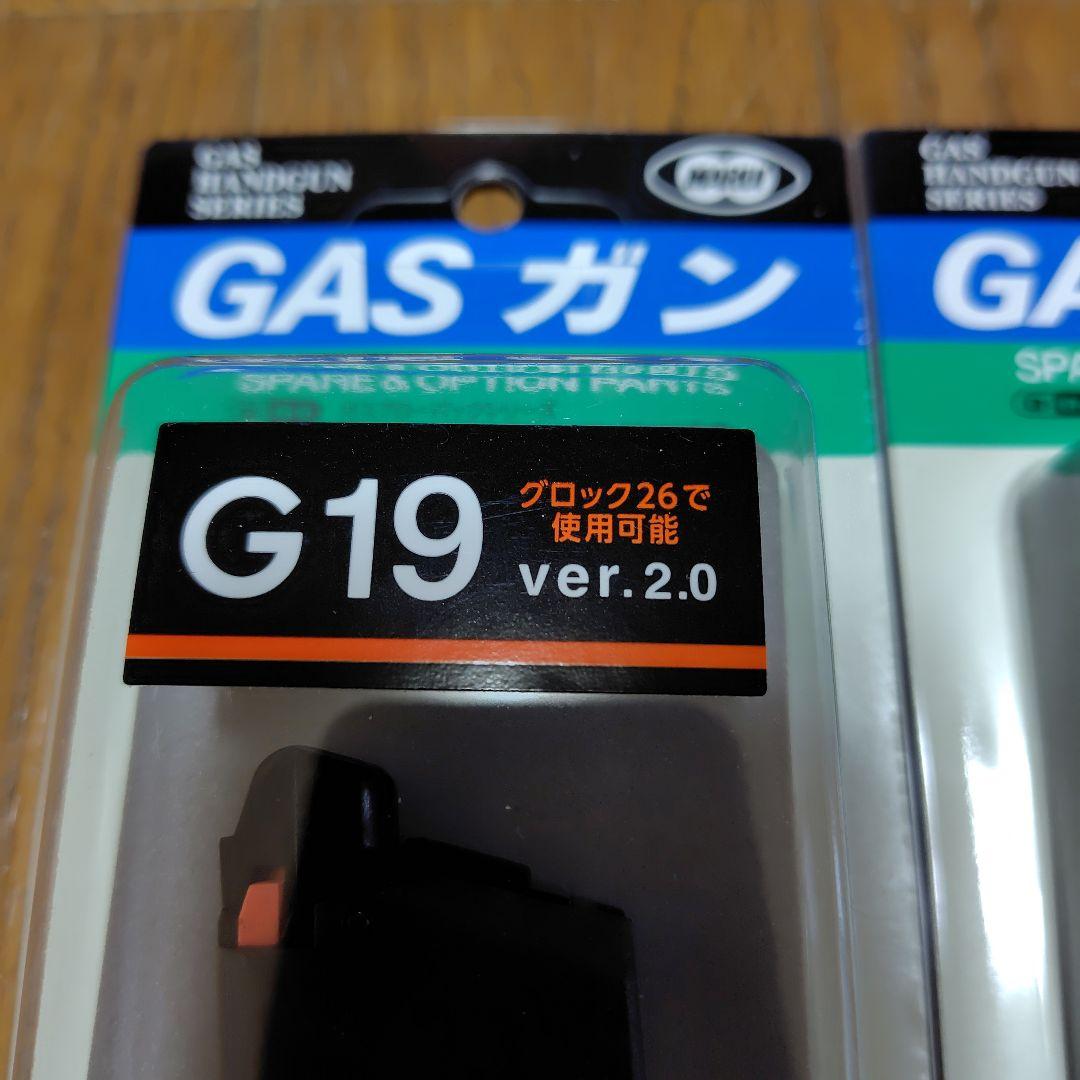 GAS
HANDGUN
SERIES
MARUI
GAS ガン
SPARE & OPTION PARTS
G19
グロック26で
使用可能
ver.2.0
GAS
HANDGUN
SERIES
GA
SPA